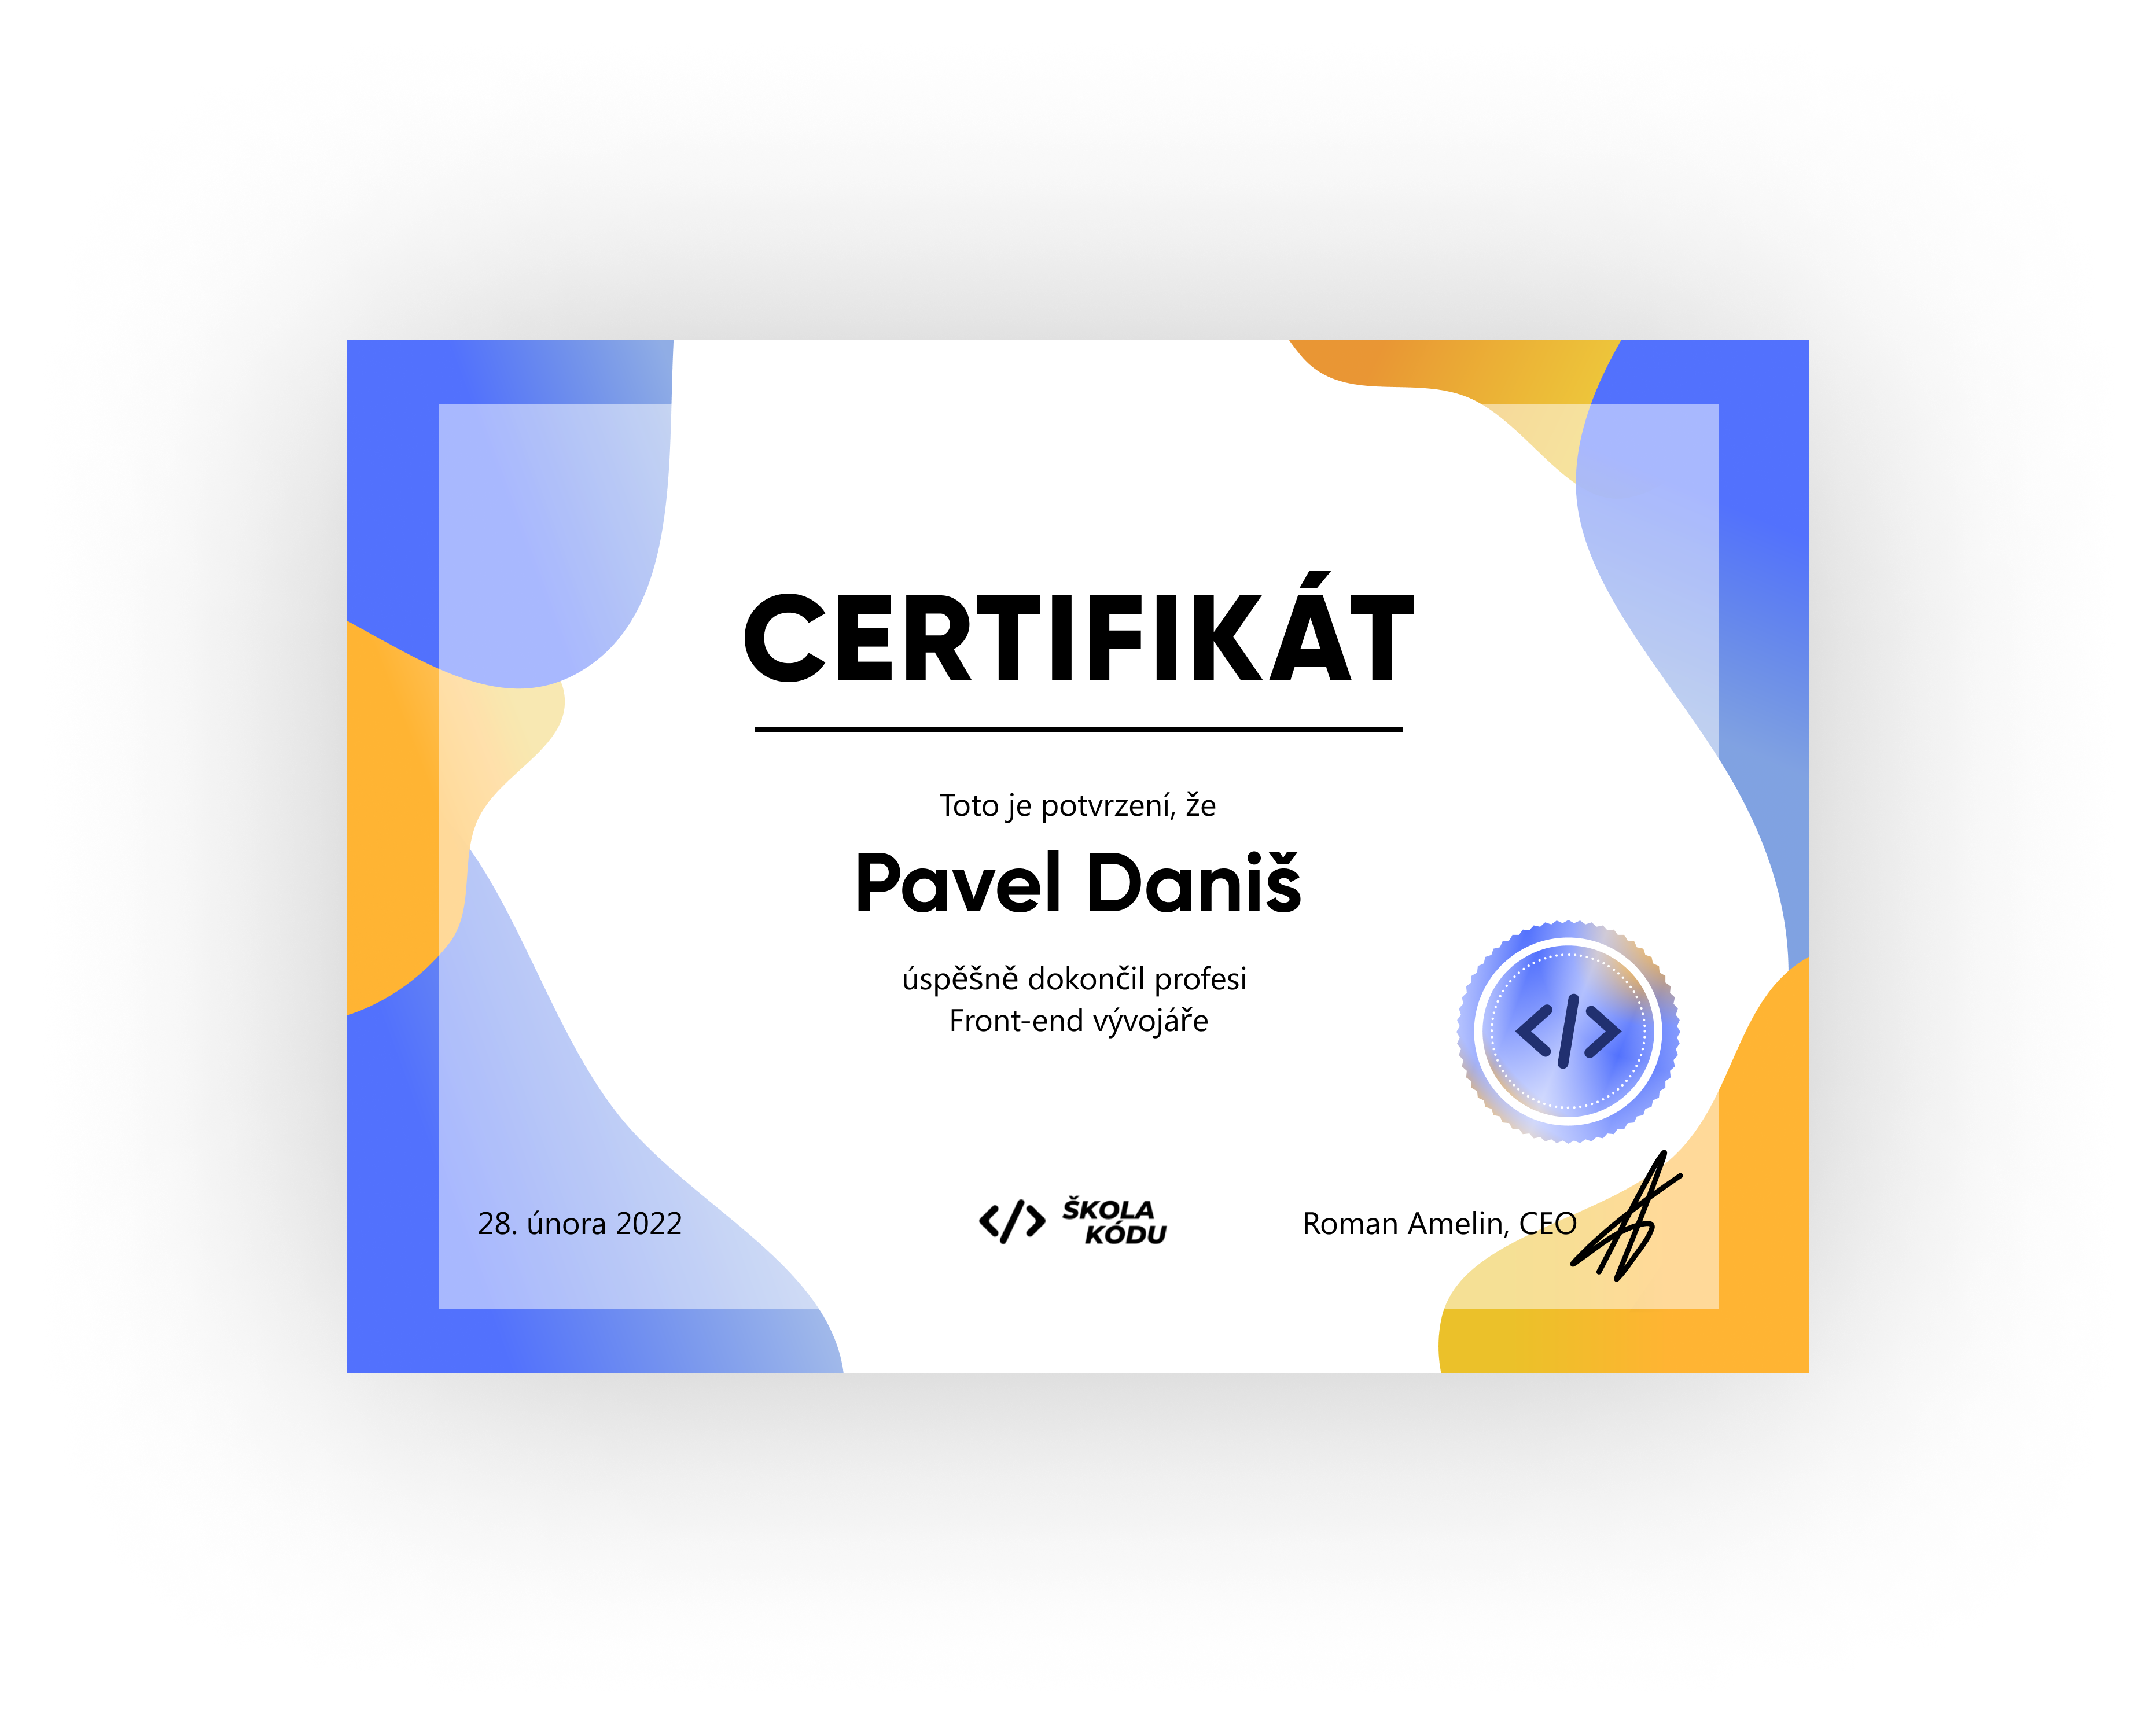 CERTIFIKÁT
Toto je potvrzení, že
Pavel Daniš
úspěšně dokončil profesi
Front-end vývojáře
</>
28. února 2022
</> ŠKOLA
KÓDU
Roman Amelin, CEO